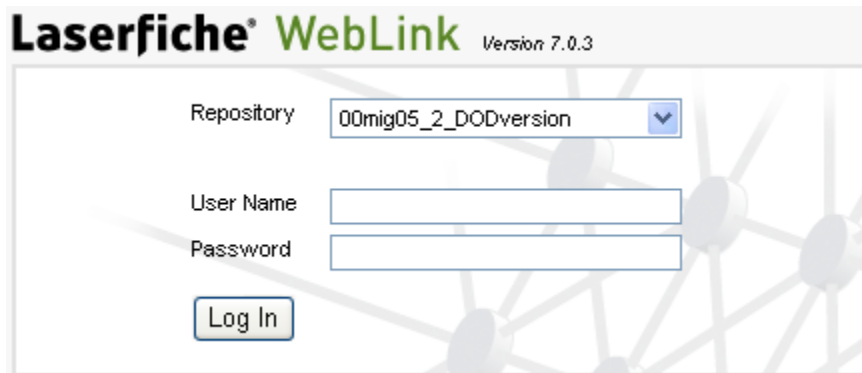 Laserfiche® WebLink Version 7.0.3
Repository 00mig05_2_DODversion
User Name
Password
Log In